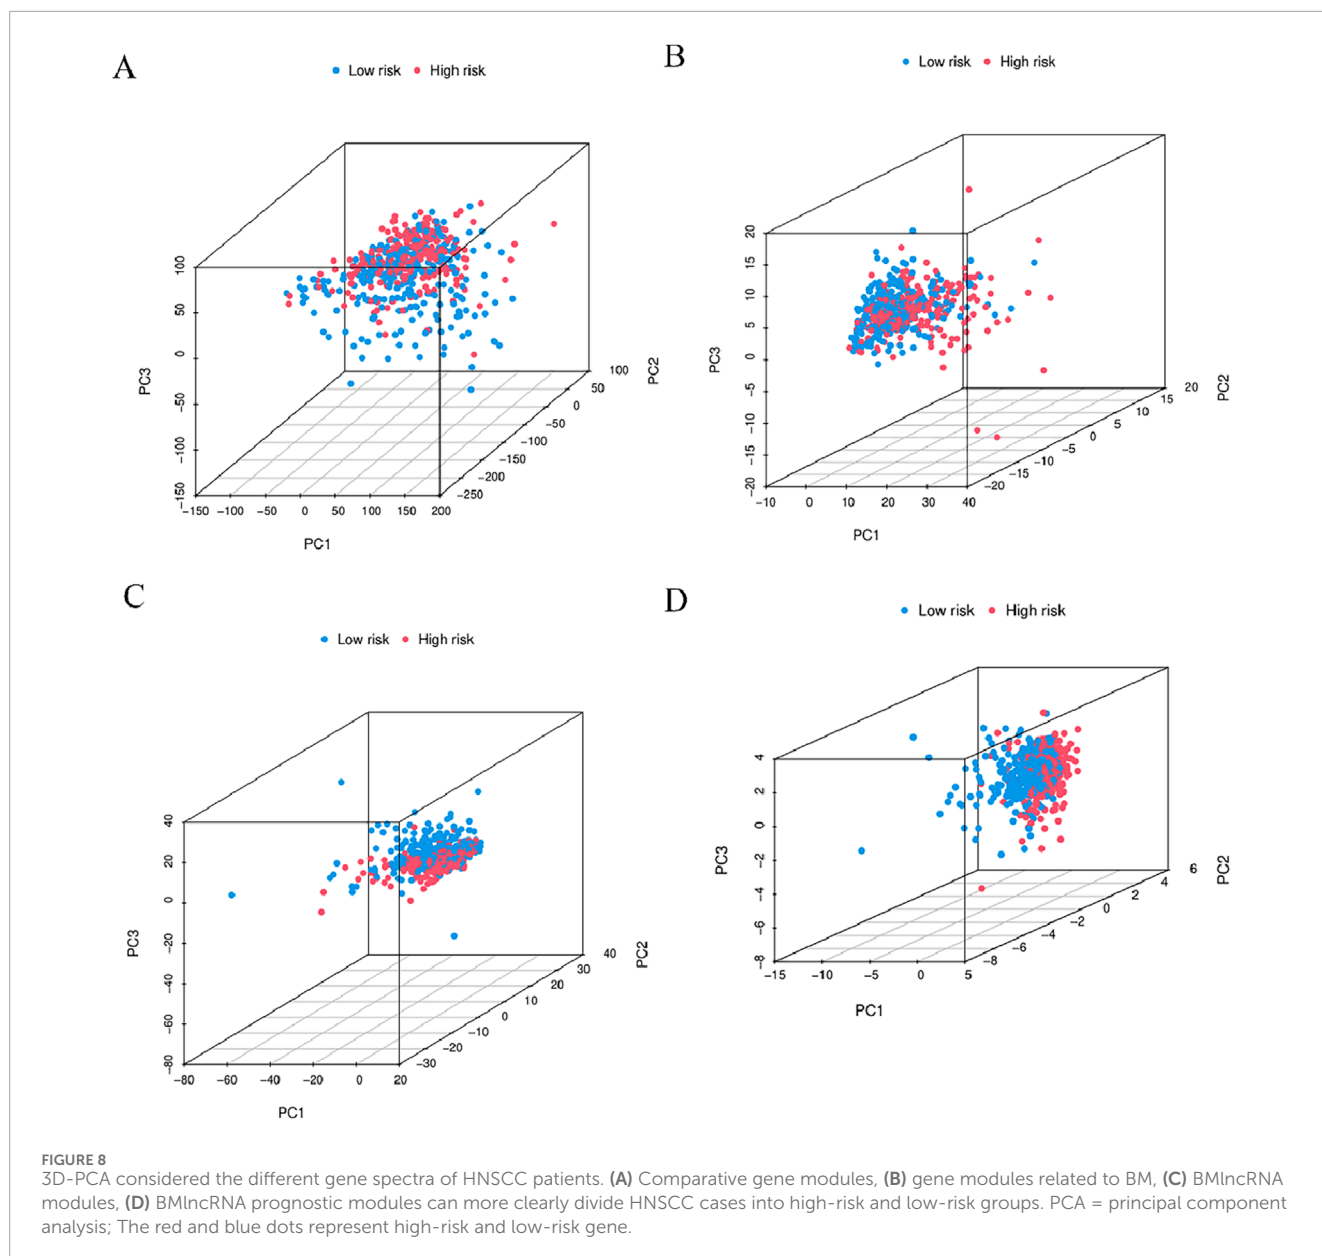 A
Low risk High risk
100
50
0
−50
−100
−150
PC3
−150 −100 −50 0 50 100 150 200
PC1
−250
−200
−150
−100
−50
0
50
100
PC2
B
Low risk High risk
20
15
10
5
0
−5
−10
−15
−20
PC3
−10 0 10 20 30 40
PC1
−20
−15
−10
−5
0
5
10
15
20
PC2
C
Low risk High risk
40
20
0
−20
−40
−60
−80
PC3
−80 −60 −40 −20 0 20
PC1
−30
−20
−10
0
10
20
30
40
PC2
D
Low risk High risk
4
2
0
−2
−4
−6
−8
PC3
−15 −10 −5 0 5
PC1
−8
−6
−4
−2
0
2
4
6
PC2
FIGURE 8
3D-PCA considered the different gene spectra of HNSCC patients. (A) Comparative gene modules, (B) gene modules related to BM, (C) BMlncRNA
modules, (D) BMlncRNA prognostic modules can more clearly divide HNSCC cases into high-risk and low-risk groups. PCA = principal component
analysis; The red and blue dots represent high-risk and low-risk gene.